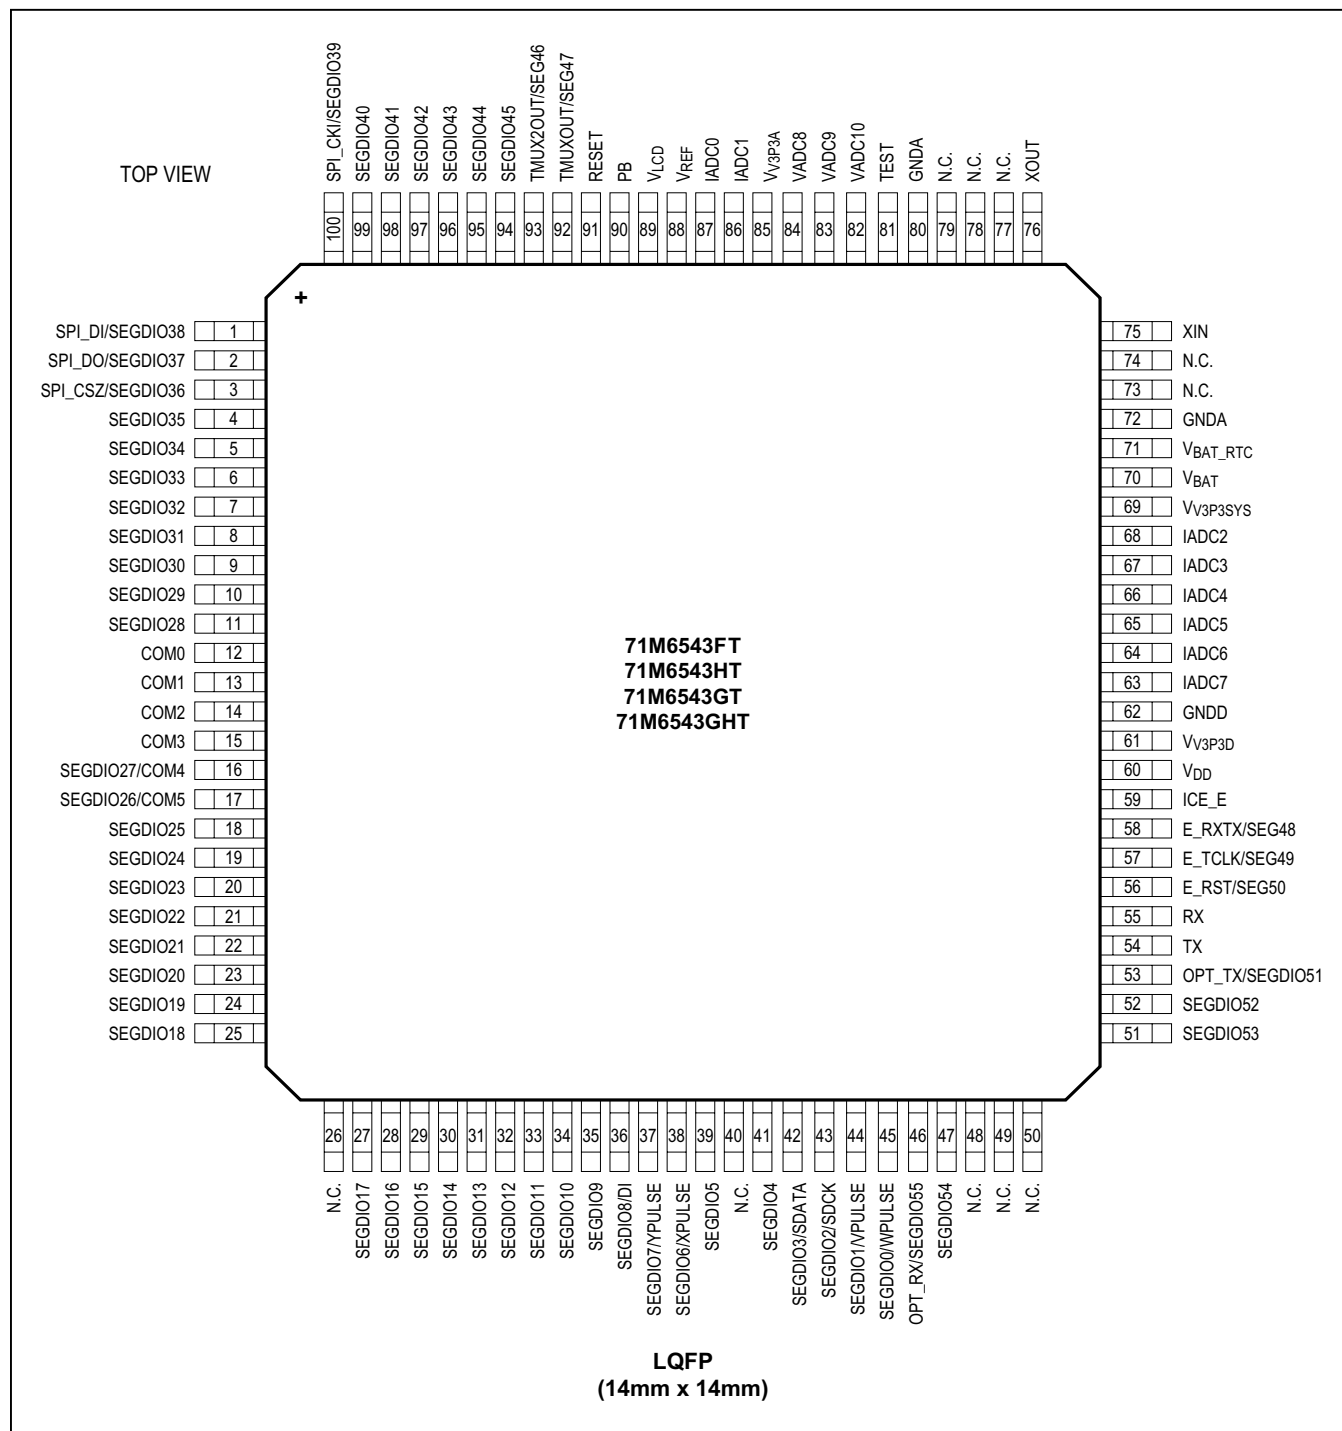 TOP VIEW
SPI_CKI/SEGDIO39
SEGDIO40
SEGDIO41
SEGDIO42
SEGDIO43
SEGDIO44
SEGDIO45
TMUX2OUT/SEG46
TMUXOUT/SEG47
RESET
PB
VLCD
VREF
IADC0
IADC1
VV3P3A
VADC8
VADC9
VADC10
TEST
GNDA
N.C.
N.C.
N.C.
XOUT
100
99
98
97
96
95
94
93
92
91
90
89
88
87
86
85
84
83
82
81
80
79
78
77
76
+
SPI_DI/SEGDIO38 1
SPI_DO/SEGDIO37 2
SPI_CSZ/SEGDIO36 3
SEGDIO35 4
SEGDIO34 5
SEGDIO33 6
SEGDIO32 7
SEGDIO31 8
SEGDIO30 9
SEGDIO29 10
SEGDIO28 11
COM0 12
COM1 13
COM2 14
COM3 15
SEGDIO27/COM4 16
SEGDIO26/COM5 17
SEGDIO25 18
SEGDIO24 19
SEGDIO23 20
SEGDIO22 21
SEGDIO21 22
SEGDIO20 23
SEGDIO19 24
SEGDIO18 25
71M6543FT
71M6543HT
71M6543GT
71M6543GHT
75 XIN
74 N.C.
73 N.C.
72 GNDA
71 VBAT_RTC
70 VBAT
69 VV3P3SYS
68 IADC2
67 IADC3
66 IADC4
65 IADC5
64 IADC6
63 IADC7
62 GNDD
61 VV3P3D
60 VDD
59 ICE_E
58 E_RXTX/SEG48
57 E_TCLK/SEG49
56 E_RST/SEG50
55 RX
54 TX
53 OPT_TX/SEGDIO51
52 SEGDIO52
51 SEGDIO53
26
27
28
29
30
31
32
33
34
35
36
37
38
39
40
41
42
43
44
45
46
47
48
49
50
N.C.
SEGDIO17
SEGDIO16
SEGDIO15
SEGDIO14
SEGDIO13
SEGDIO12
SEGDIO11
SEGDIO10
SEGDIO9
SEGDIO8/DI
SEGDIO7/YPULSE
SEGDIO6/XPULSE
SEGDIO5
N.C.
SEGDIO4
SEGDIO3/SDATA
SEGDIO2/SDCK
SEGDIO1/VPULSE
SEGDIO0/WPULSE
OPT_RX/SEGDIO55
SEGDIO54
N.C.
N.C.
N.C.
LQFP
(14mm x 14mm)